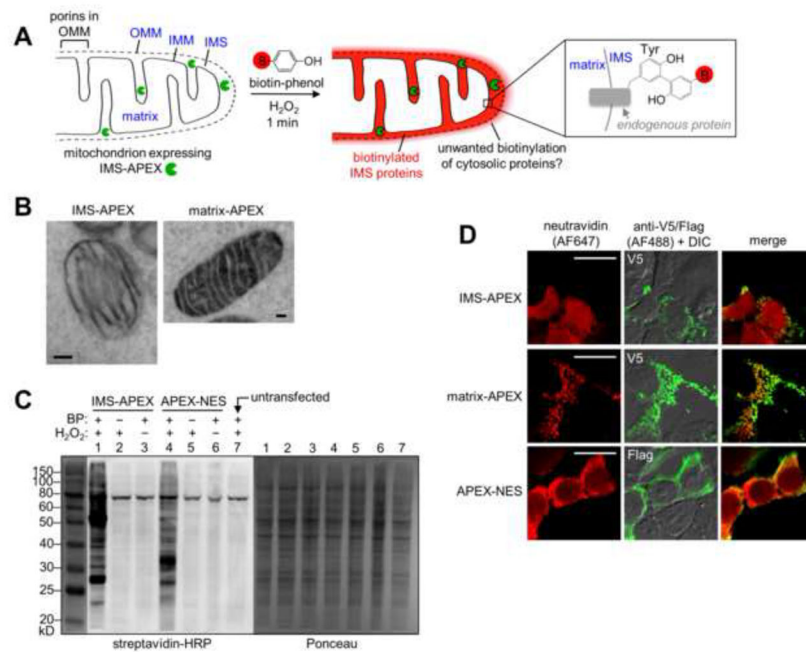 A
porins in
OMM
OMM
IMM
IMS
matrix
mitochondrion expressing
IMS-APEX
B
OH
biotin-phenol
H2O2
1 min
biotinylated
IMS proteins
unwanted biotinylation
of cytosolic proteins?
matrix
IMS
Tyr
OH
HO
B
endogenous protein
B
IMS-APEX
matrix-APEX
C
IMS-APEX APEX-NES untransfected
BP: + − + + − + +
H2O2: + + − + + − +
1 2 3 4 5 6 7 1 2 3 4 5 6 7
150
100
80
60
50
40
30
25
20
kD
streptavidin-HRP Ponceau
D
neutravidin anti-V5/Flag
(AF647) (AF488) + DIC merge
IMS-APEX
V5
matrix-APEX
V5
APEX-NES
Flag